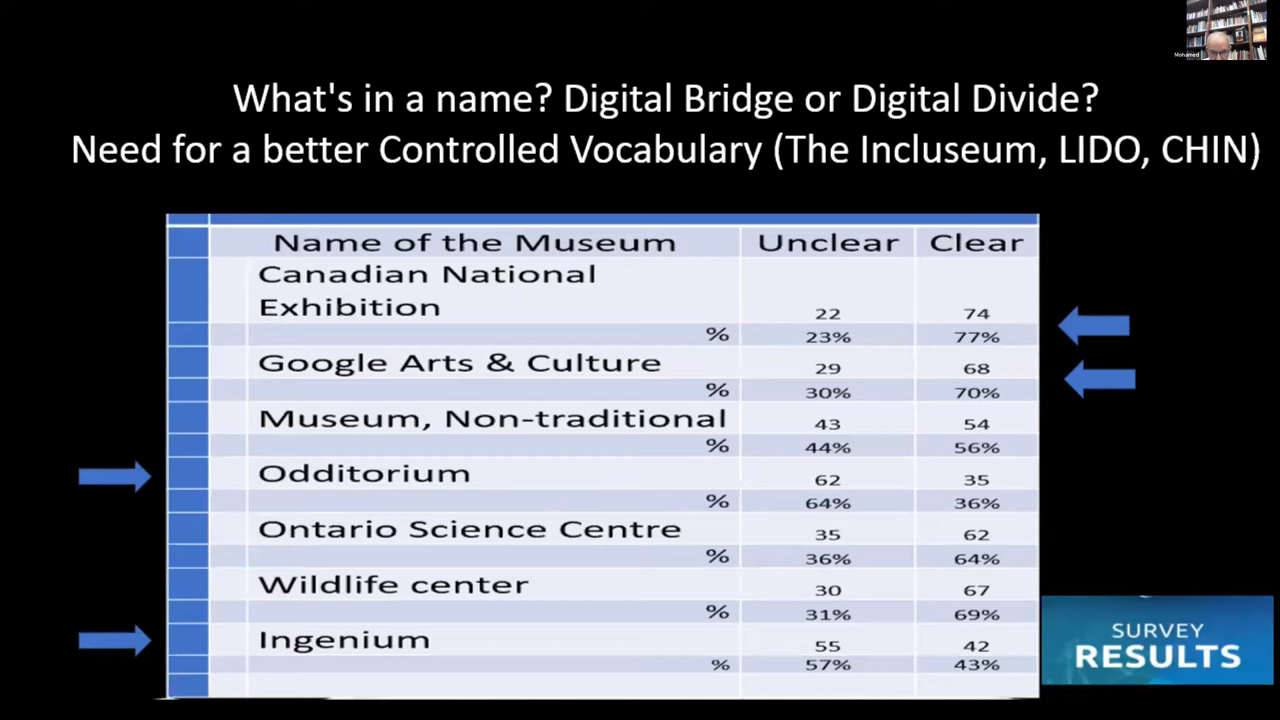 Mohamed
What's in a name? Digital Bridge or Digital Divide?
Need for a better Controlled Vocabulary (The Incluseum, LIDO, CHIN)
Name of the Museum Unclear Clear
Canadian National
Exhibition 22 74
% 23% 77%
Google Arts & Culture 29 68
% 30% 70%
Museum, Non-traditional 43 54
% 44% 56%
Odditorium 62 35
% 64% 36%
Ontario Science Centre 35 62
% 36% 64%
Wildlife center 30 67
% 31% 69%
Ingenium 55 42
% 57% 43%
SURVEY
RESULTS